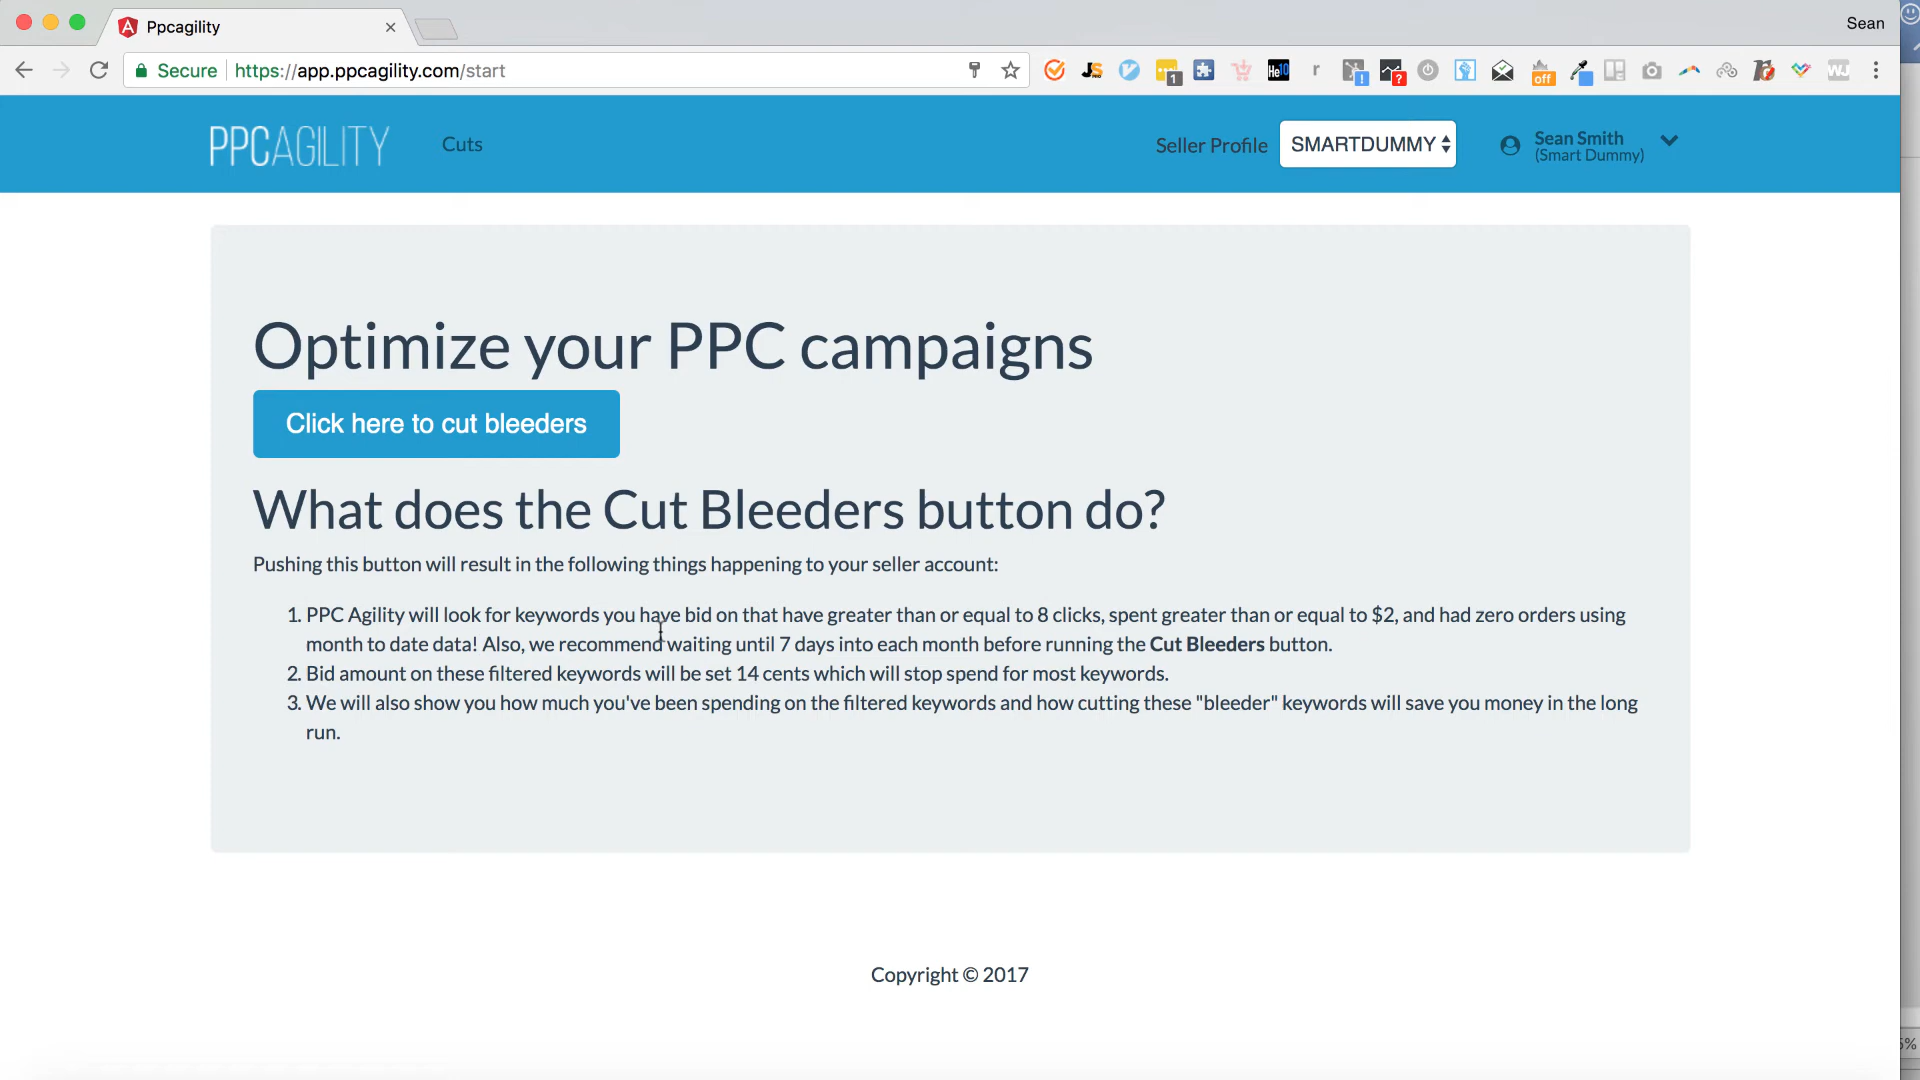 Ppcagility
Sean
Secure https://app.ppcagility.com/start
1
He10
r
!
?
off
WJ
PPCAGILITY
Cuts
Seller Profile
SMARTDUMMY
Sean Smith
(Smart Dummy)
Optimize your PPC campaigns
Click here to cut bleeders
What does the Cut Bleeders button do?
Pushing this button will result in the following things happening to your seller account:
1. PPC Agility will look for keywords you have bid on that have greater than or equal to 8 clicks, spent greater than or equal to $2, and had zero orders using
month to date data! Also, we recommend waiting until 7 days into each month before running the Cut Bleeders button.
2. Bid amount on these filtered keywords will be set 14 cents which will stop spend for most keywords.
3. We will also show you how much you've been spending on the filtered keywords and how cutting these "bleeder" keywords will save you money in the long
run.
Copyright © 2017